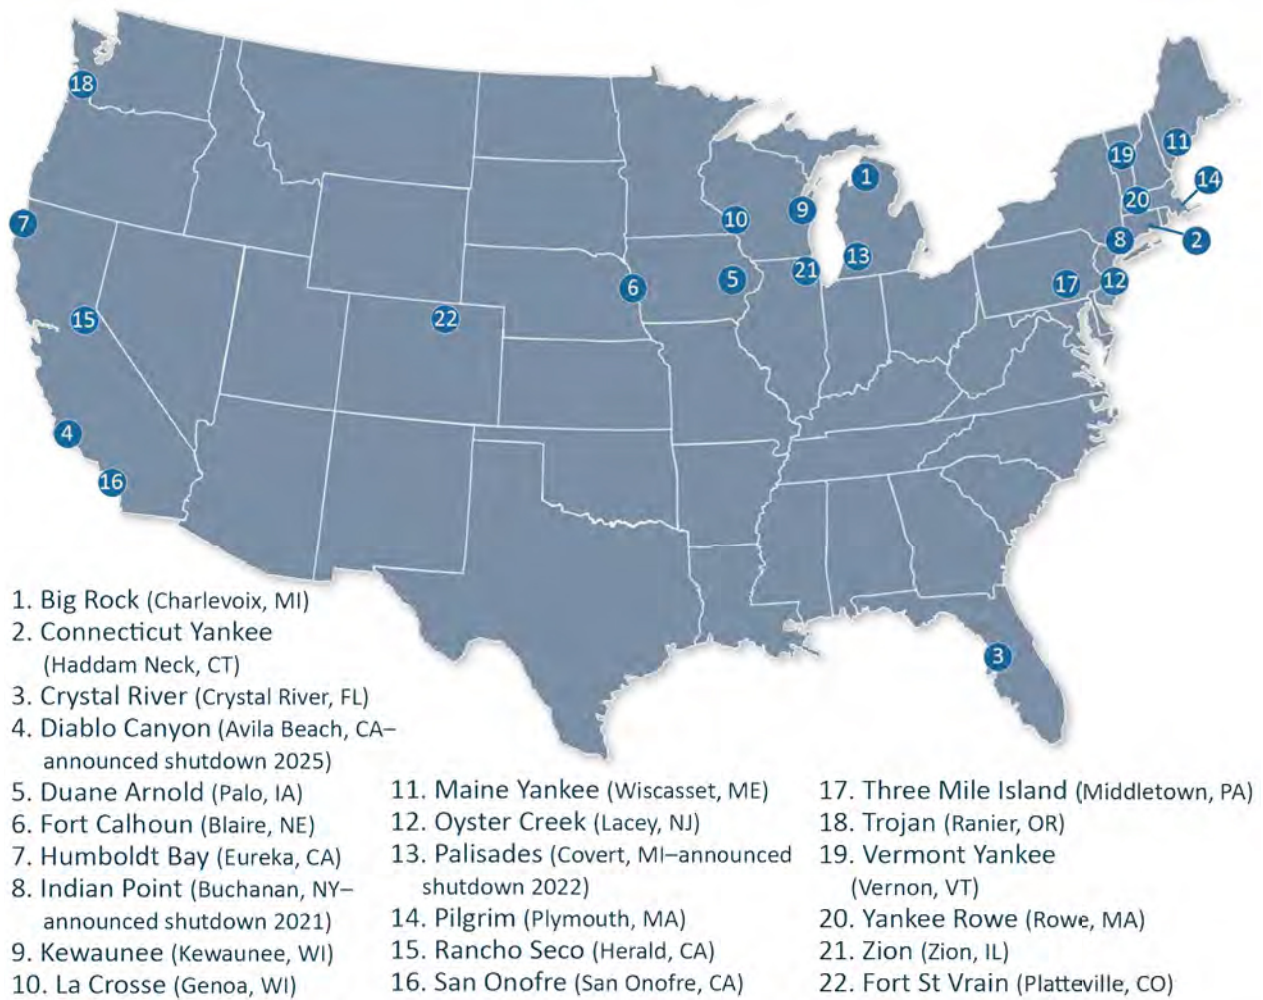 18
11
19
1
14
7
20
9
10
8
2
13
21
5
12
17
6
15
22
4
16
3
1. Big Rock (Charlevoix, MI)
2. Connecticut Yankee
(Haddam Neck, CT)
3. Crystal River (Crystal River, FL)
4. Diablo Canyon (Avila Beach, CA–
announced shutdown 2025)
5. Duane Arnold (Palo, IA)
6. Fort Calhoun (Blaire, NE)
7. Humboldt Bay (Eureka, CA)
8. Indian Point (Buchanan, NY–
announced shutdown 2021)
9. Kewaunee (Kewaunee, WI)
10. La Crosse (Genoa, WI)
11. Maine Yankee (Wiscasset, ME)
12. Oyster Creek (Lacey, NJ)
13. Palisades (Covert, MI–announced
shutdown 2022)
14. Pilgrim (Plymouth, MA)
15. Rancho Seco (Herald, CA)
16. San Onofre (San Onofre, CA)
17. Three Mile Island (Middletown, PA)
18. Trojan (Ranier, OR)
19. Vermont Yankee
(Vernon, VT)
20. Yankee Rowe (Rowe, MA)
21. Zion (Zion, IL)
22. Fort St Vrain (Platteville, CO)